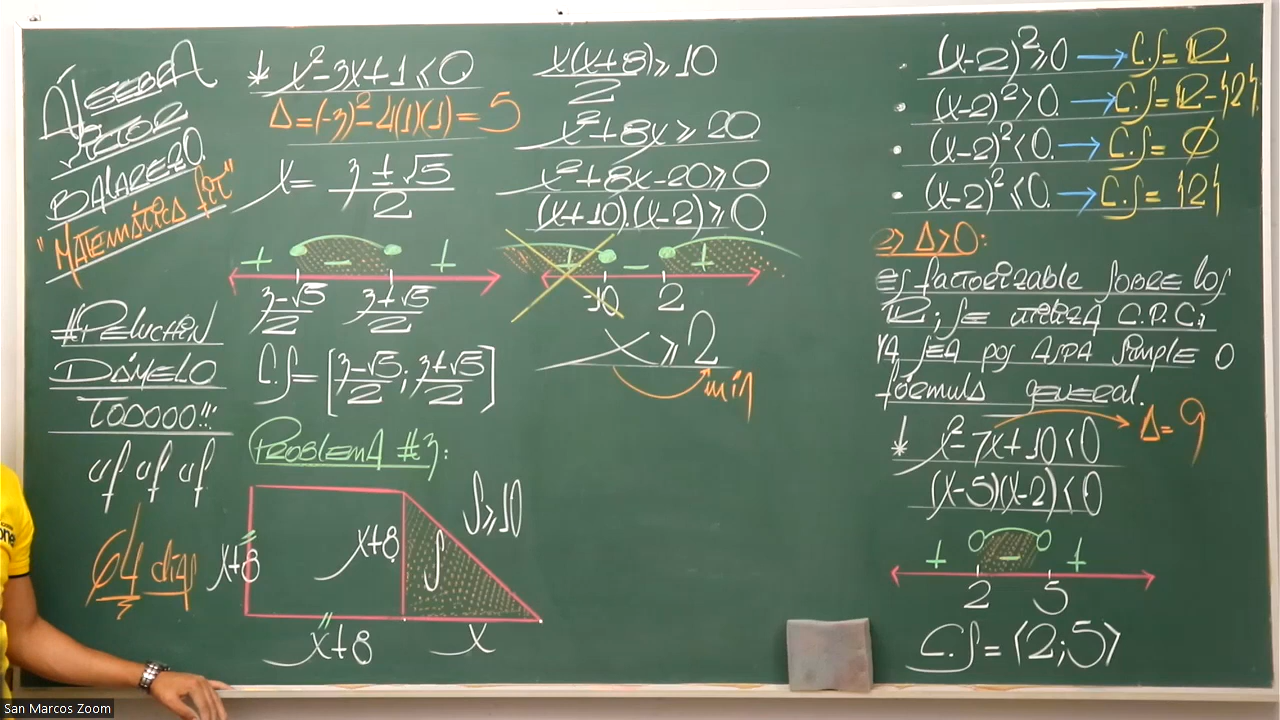 ÁLGEBRA
VÍCTOR
BALAREZO.
"MATEMÁTICAS FIT"
#PELUCHÍN
DÁMELO
TODOOO!!!
uf uf uf
64 días
* x²-3x+1≤0
Δ=(-3)²-4(1)(1)=5
x= 3±√5
2
+ - +
3-√5 3+√5
2 2
C.S=[3-√5; 3+√5]
2 2
PROBLEMA #3:
S≥10
x+8
x+8
S
x+8
x
x(x+8)≥10
2
x²+8x≥20
x²+8x-20≥0
(x+10).(x-2)≥0.
+ - +
-10 2
x≥2
min
• (x-2)²≥0 → C.S=ℝ
• (x-2)²>0. → C.S=ℝ-{2}
• (x-2)²<0. → C.S= ∅
• (x-2)²≤0. → C.S= {2}
Δ>0:
Es factorizable sobre los
ℝ; se utiliza C.P.C;
YA SEA POR ASPA Simple O
fórmula general.
* x²-7x+10<0 → Δ=9
(x-5)(x-2)<0
+ - +
2 5
C.S=⟨2;5⟩
one
San Marcos Zoom